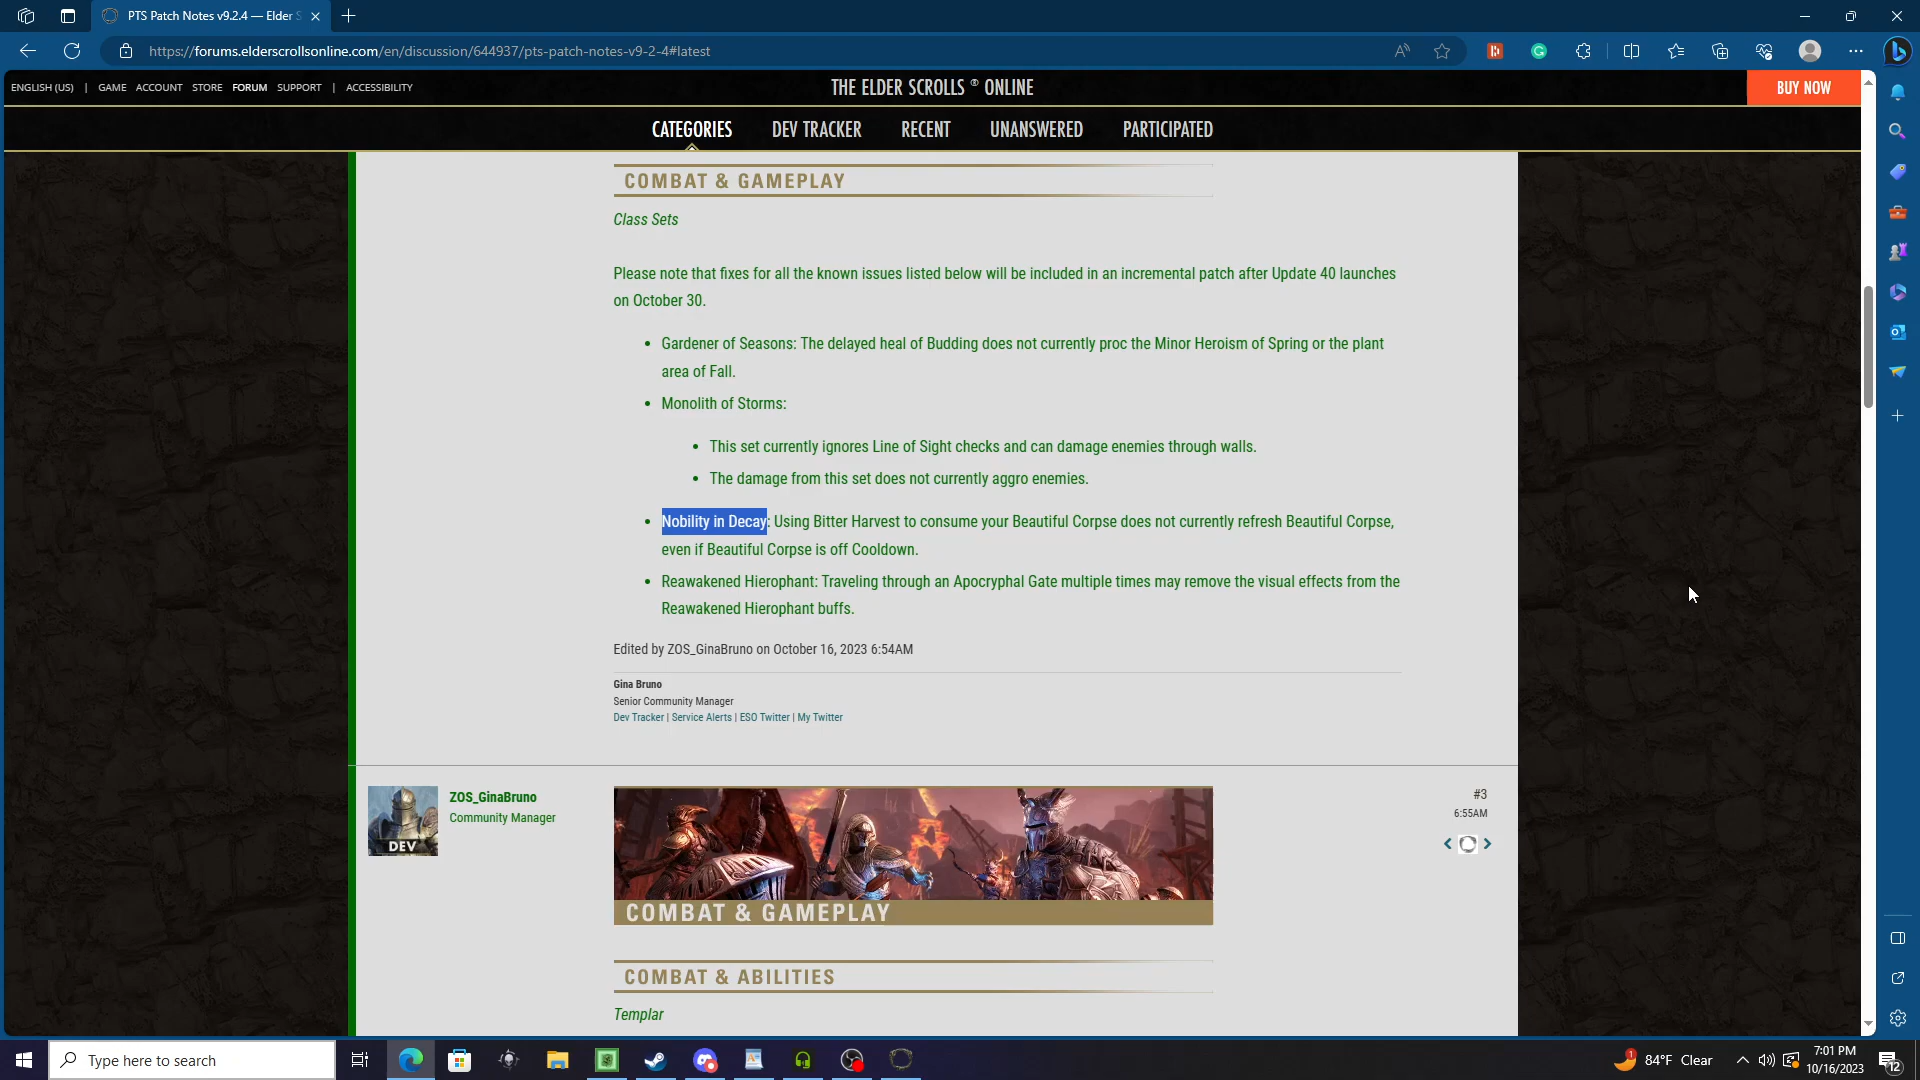 PTS Patch Notes v9.2.4 — Elder S
https://forums.elderscrollsonline.com/en/discussion/644937/pts-patch-notes-v9-2-4#latest
ENGLISH (US) | GAME ACCOUNT STORE FORUM SUPPORT | ACCESSIBILITY
THE ELDER SCROLLS ® ONLINE
BUY NOW
CATEGORIES DEV TRACKER RECENT UNANSWERED PARTICIPATED
COMBAT & GAMEPLAY
Class Sets
Please note that fixes for all the known issues listed below will be included in an incremental patch after Update 40 launches
on October 30.
• Gardener of Seasons: The delayed heal of Budding does not currently proc the Minor Heroism of Spring or the plant
area of Fall.
• Monolith of Storms:
• This set currently ignores Line of Sight checks and can damage enemies through walls.
• The damage from this set does not currently aggro enemies.
• Nobility in Decay: Using Bitter Harvest to consume your Beautiful Corpse does not currently refresh Beautiful Corpse,
even if Beautiful Corpse is off Cooldown.
• Reawakened Hierophant: Traveling through an Apocryphal Gate multiple times may remove the visual effects from the
Reawakened Hierophant buffs.
Edited by ZOS_GinaBruno on October 16, 2023 6:54AM
Gina Bruno
Senior Community Manager
Dev Tracker | Service Alerts | ESO Twitter | My Twitter
ZOS_GinaBruno
Community Manager
DEV
#3
6:55AM
COMBAT & GAMEPLAY
COMBAT & ABILITIES
Templar
Type here to search
1
84°F Clear
7:01 PM
10/16/2023
12